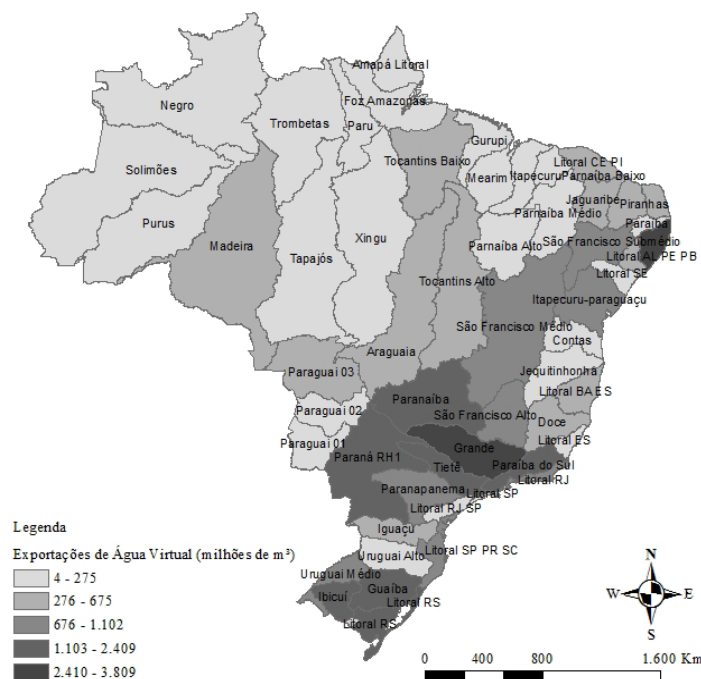 Amapá Litoral
Negro
Trombetas
Foz Amazonas
Paru
Gurupi
Solimões
Tocantins Baixo
Mearim
Itapecuru
Litoral CE PI
Parnaíba Baixo
Jaguaribe
Piranhas
Purus
Madeira
Xingu
Parnaíba Médio
Paraíba
Tapajós
Parnaíba Alto
São Francisco Submédio
Litoral AL PE PB
Tocantins Alto
Litoral SE
Itapecuru-paraguaçu
São Francisco Médio
Contas
Araguaia
Jequitinhonhá
Paraguai 03
Litoral BA ES
Paranaíba
Paraguai 02
São Francisco Alto
Doce
Paraguai 01
Grande
Litoral ES
Paraná RH1
Tietê
Paraíba do Sul
Litoral RJ
Paranapanema
Litoral SP
Litoral RJ SP
Iguaçu
Uruguai Alto
Litoral SP PR SC
Uruguai Médio
Ibicuí
Guaíba
Litoral RS
Litoral RS
Legenda
Exportações de Água Virtual (milhões de m³)
4 - 275
276 - 675
676 - 1.102
1.103 - 2.409
2.410 - 3.809
N
W
E
S
0 400 800 1.600 Km